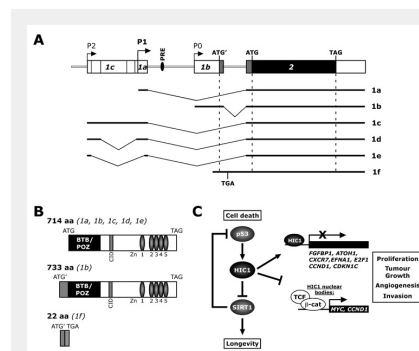 A
P2
P1
PRE
P0
ATG'
ATG
TAG
1c
1a
1b
2
1a
1b
1c
1d
1e
1f
TGA
B
714 aa (1a, 1b, 1c, 1d, 1e)
ATG
TAG
BTB/
POZ
CID
Zn 1 2 3 4 5
733 aa (1b)
ATG'
TAG
BTB/
POZ
CID
Zn 1 2 3 4 5
22 aa (1f)
ATG' TGA
C
Cell death
p53
HIC1
SIRT1
Longevity
HIC1
X
FGFBP1, ATOH1,
CXCR7,EFNA1, E2F1
CCND1, CDKN1C
HIC1 nuclear
bodies:
TCF
β-cat
MYC, CCND1
Proliferation
Tumour
Growth
Angiogenesis
Invasion